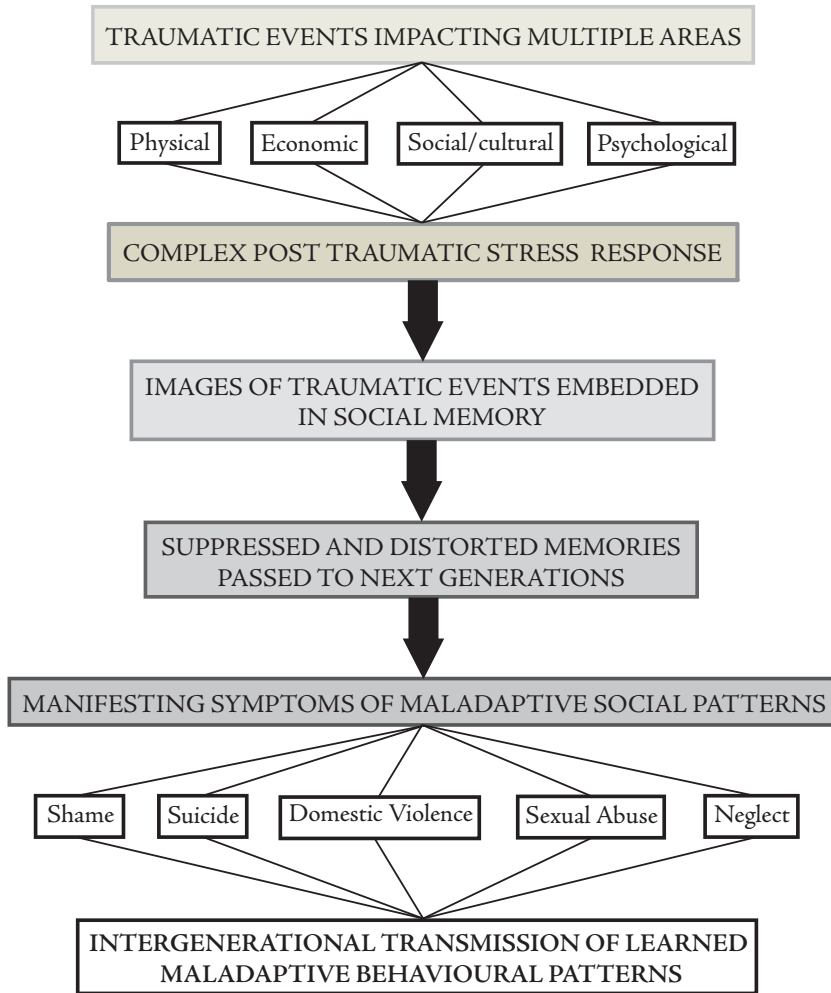 TRAUMATIC EVENTS IMPACTING MULTIPLE AREAS
Physical
Economic
Social/cultural
Psychological
COMPLEX POST TRAUMATIC STRESS RESPONSE
IMAGES OF TRAUMATIC EVENTS EMBEDDED
IN SOCIAL MEMORY
SUPPRESSED AND DISTORTED MEMORIES
PASSED TO NEXT GENERATIONS
MANIFESTING SYMPTOMS OF MALADAPTIVE SOCIAL PATTERNS
Shame
Suicide
Domestic Violence
Sexual Abuse
Neglect
INTERGENERATIONAL TRANSMISSION OF LEARNED
MALADAPTIVE BEHAVIOURAL PATTERNS